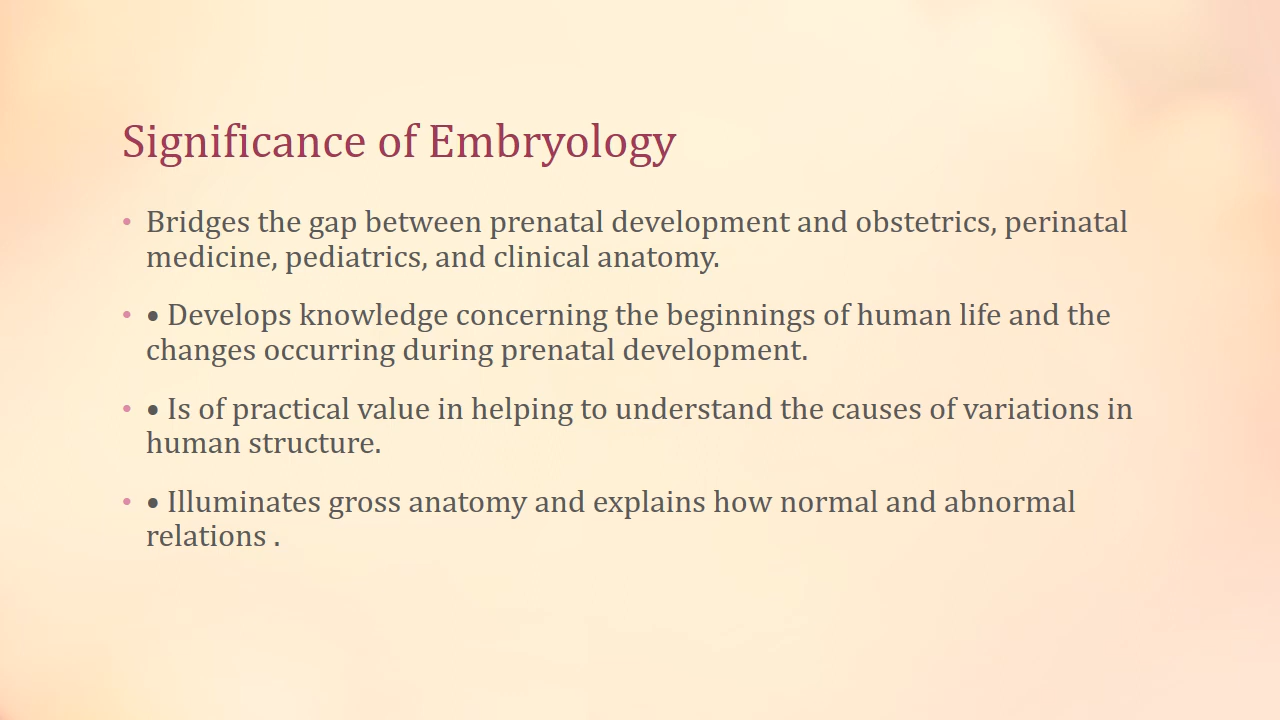 Significance of Embryology
• Bridges the gap between prenatal development and obstetrics, perinatal
medicine, pediatrics, and clinical anatomy.
• • Develops knowledge concerning the beginnings of human life and the
changes occurring during prenatal development.
• • Is of practical value in helping to understand the causes of variations in
human structure.
• • Illuminates gross anatomy and explains how normal and abnormal
relations .